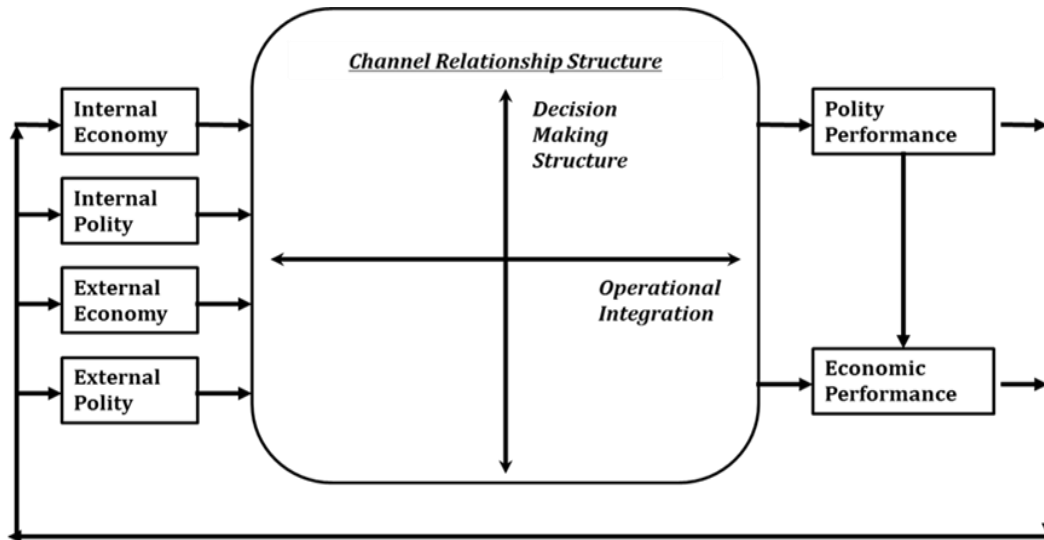 Channel Relationship Structure
Internal
Economy
Internal
Polity
External
Economy
External
Polity
Decision
Making
Structure
Operational
Integration
Polity
Performance
Economic
Performance